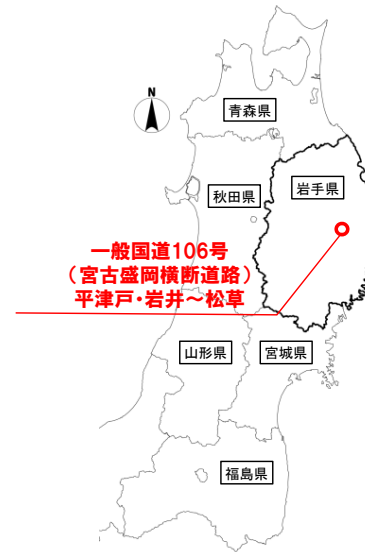 N
青森県
秋田県
岩手県
一般国道106号
（宮古盛岡横断道路）
平津戸・岩井～松草
山形県
宮城県
福島県